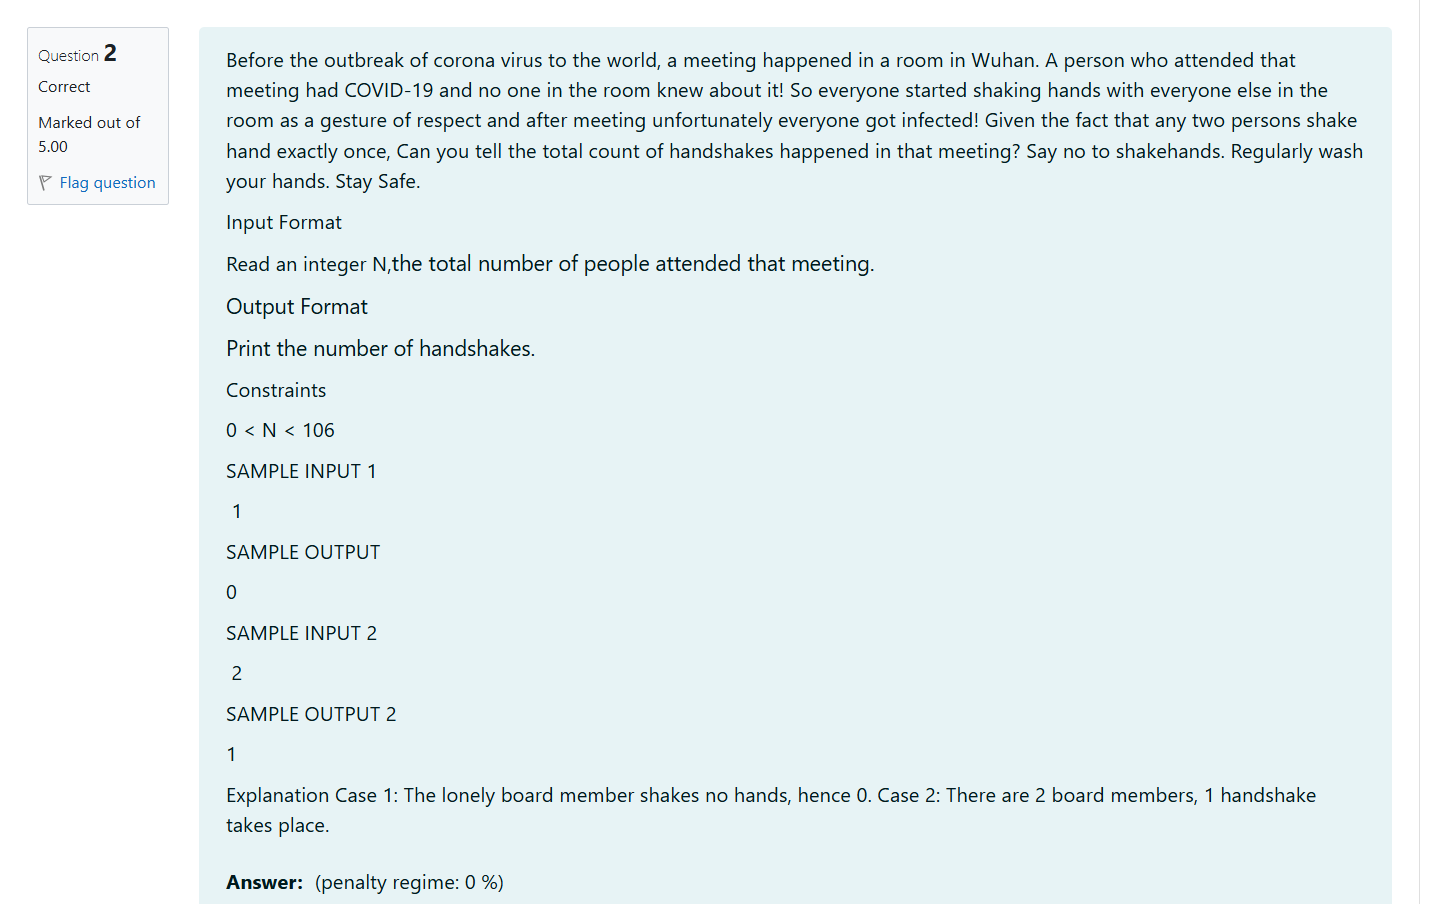 Question 2
Correct
Marked out of
5.00
Flag question
Before the outbreak of corona virus to the world, a meeting happened in a room in Wuhan. A person who attended that
meeting had COVID-19 and no one in the room knew about it! So everyone started shaking hands with everyone else in the
room as a gesture of respect and after meeting unfortunately everyone got infected! Given the fact that any two persons shake
hand exactly once, Can you tell the total count of handshakes happened in that meeting? Say no to shakehands. Regularly wash
your hands. Stay Safe.
Input Format
Read an integer N,the total number of people attended that meeting.
Output Format
Print the number of handshakes.
Constraints
0 < N < 106
SAMPLE INPUT 1
1
SAMPLE OUTPUT
0
SAMPLE INPUT 2
2
SAMPLE OUTPUT 2
1
Explanation Case 1: The lonely board member shakes no hands, hence 0. Case 2: There are 2 board members, 1 handshake
takes place.
Answer: (penalty regime: 0 %)